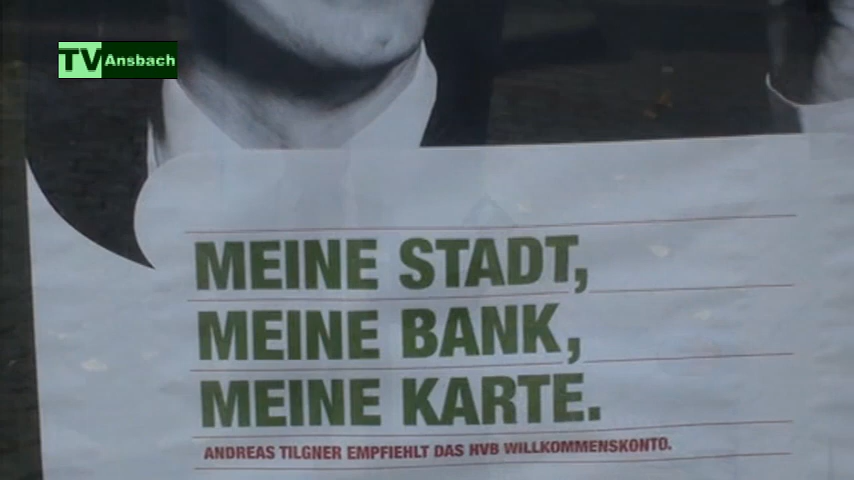 TV Ansbach
MEINE STADT,
MEINE BANK,
MEINE KARTE.
ANDREAS TILGNER EMPFIEHLT DAS HVB WILLKOMMENSKONTO.